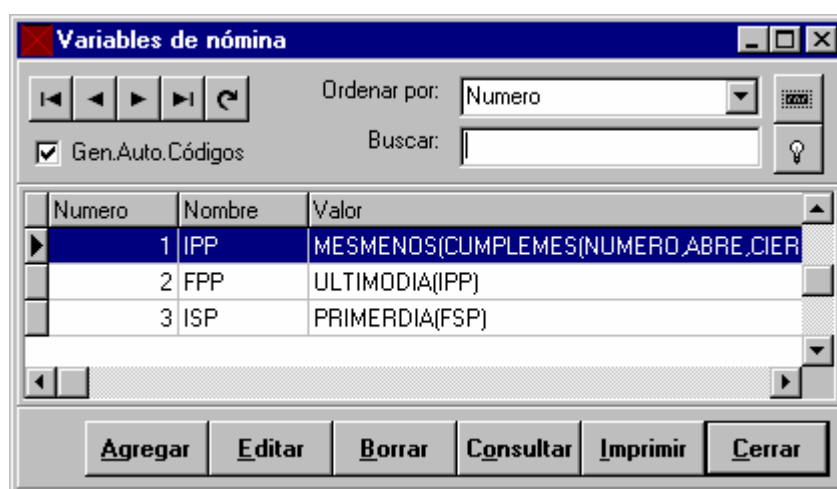 Variables de nómina
Ordenar por: Numero
Gen.Auto.Códigos Buscar:
Numero Nombre Valor
1 IPP MESMENOS(CUMPLEMES(NUMERO,ABRE,CIER
2 FPP ULTIMODIA(IPP)
3 ISP PRIMERDIA(FSP)
Agregar Editar Borrar Consultar Imprimir Cerrar